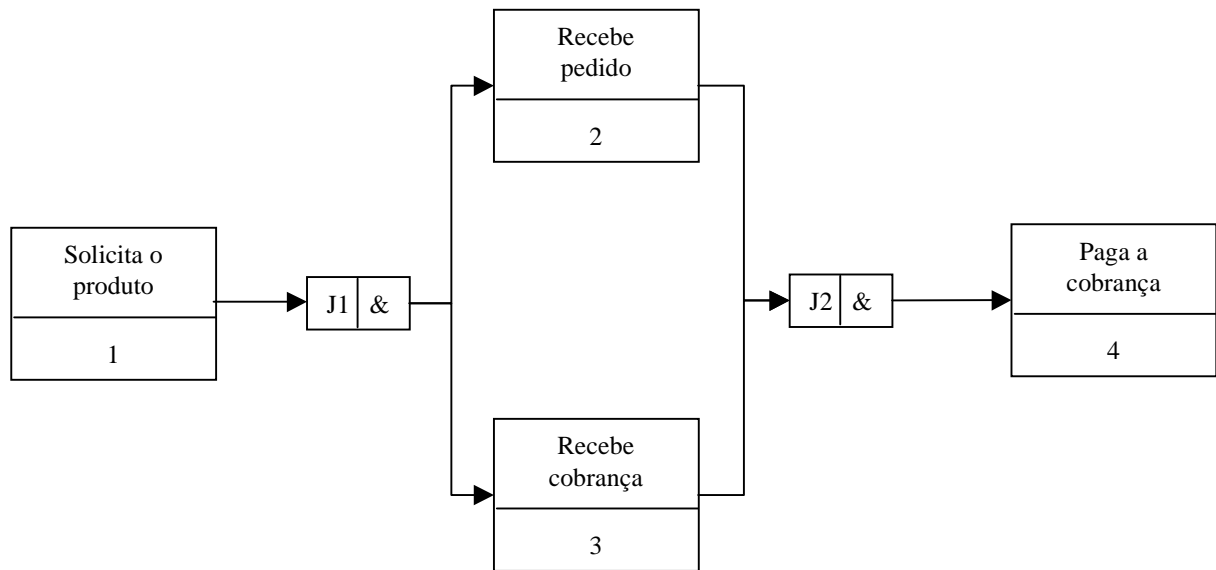 Recebe
pedido
2
Solicita o
produto
1
J1 &
Recebe
cobrança
3
J2 &
Paga a
cobrança
4